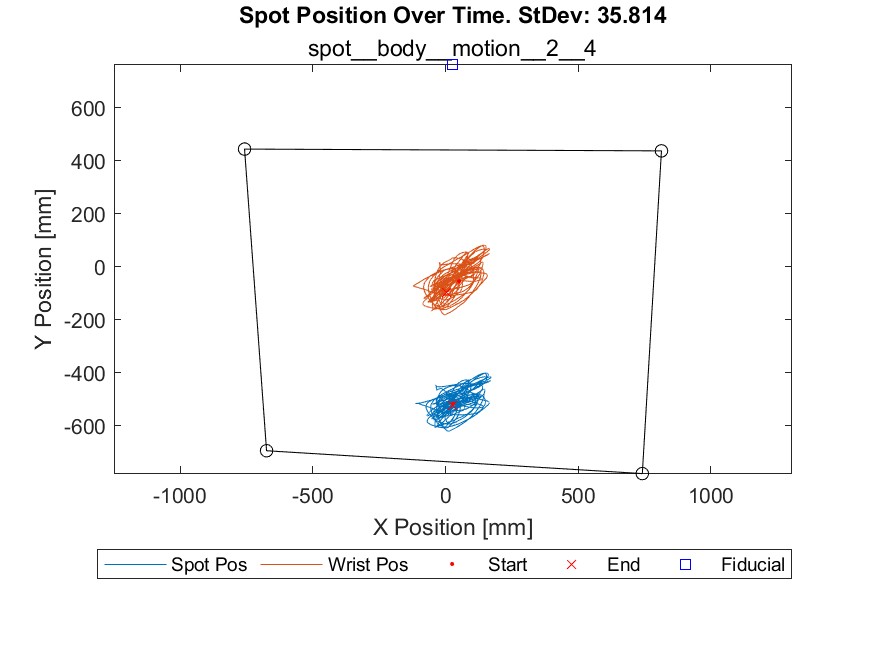 Spot Position Over Time. StDev: 35.814
spot__body__motion__2__4
600
400
200
0
-200
-400
-600
Y Position [mm]
-1000 -500 0 500 1000
X Position [mm]
Spot Pos Wrist Pos Start End Fiducial